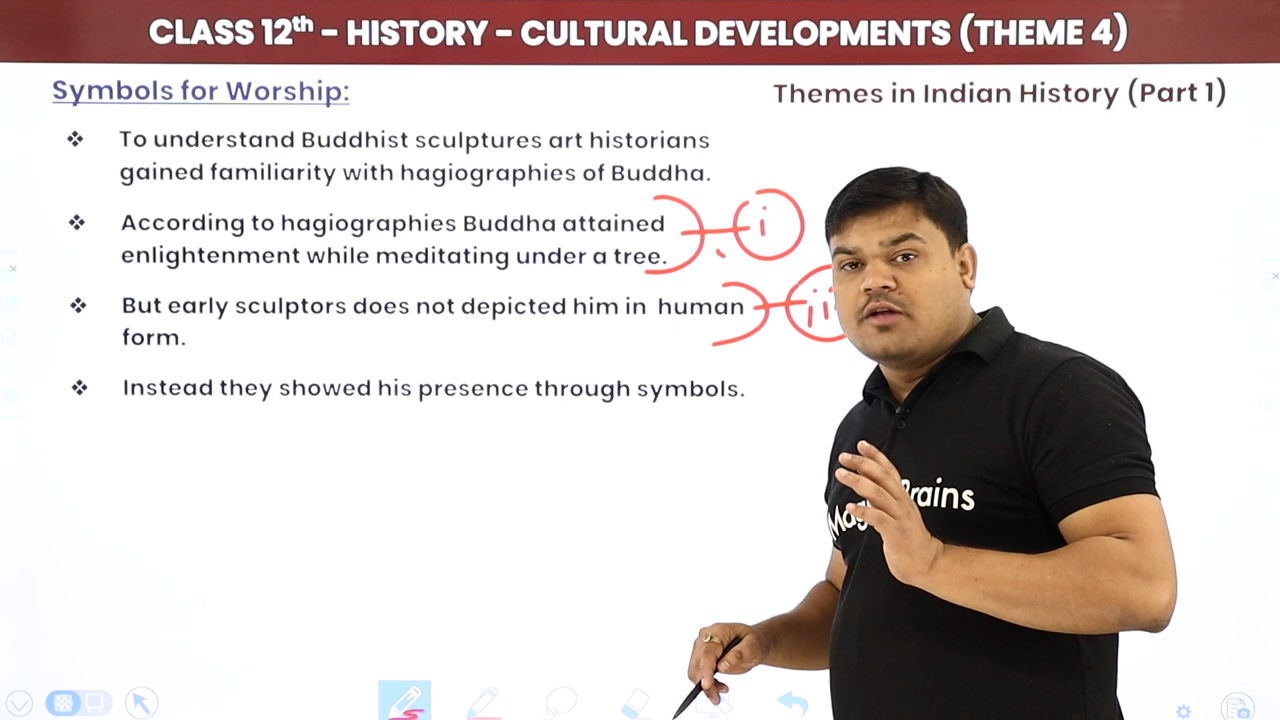 CLASS 12th – HISTORY – CULTURAL DEVELOPMENTS (THEME 4)
Symbols for Worship:
Themes in Indian History (Part 1)
❖ To understand Buddhist sculptures art historians
gained familiarity with hagiographies of Buddha.
❖ According to hagiographies Buddha attained
enlightenment while meditating under a tree.
i
❖ But early sculptors does not depicted him in human
form.
ii
❖ Instead they showed his presence through symbols.
Brains